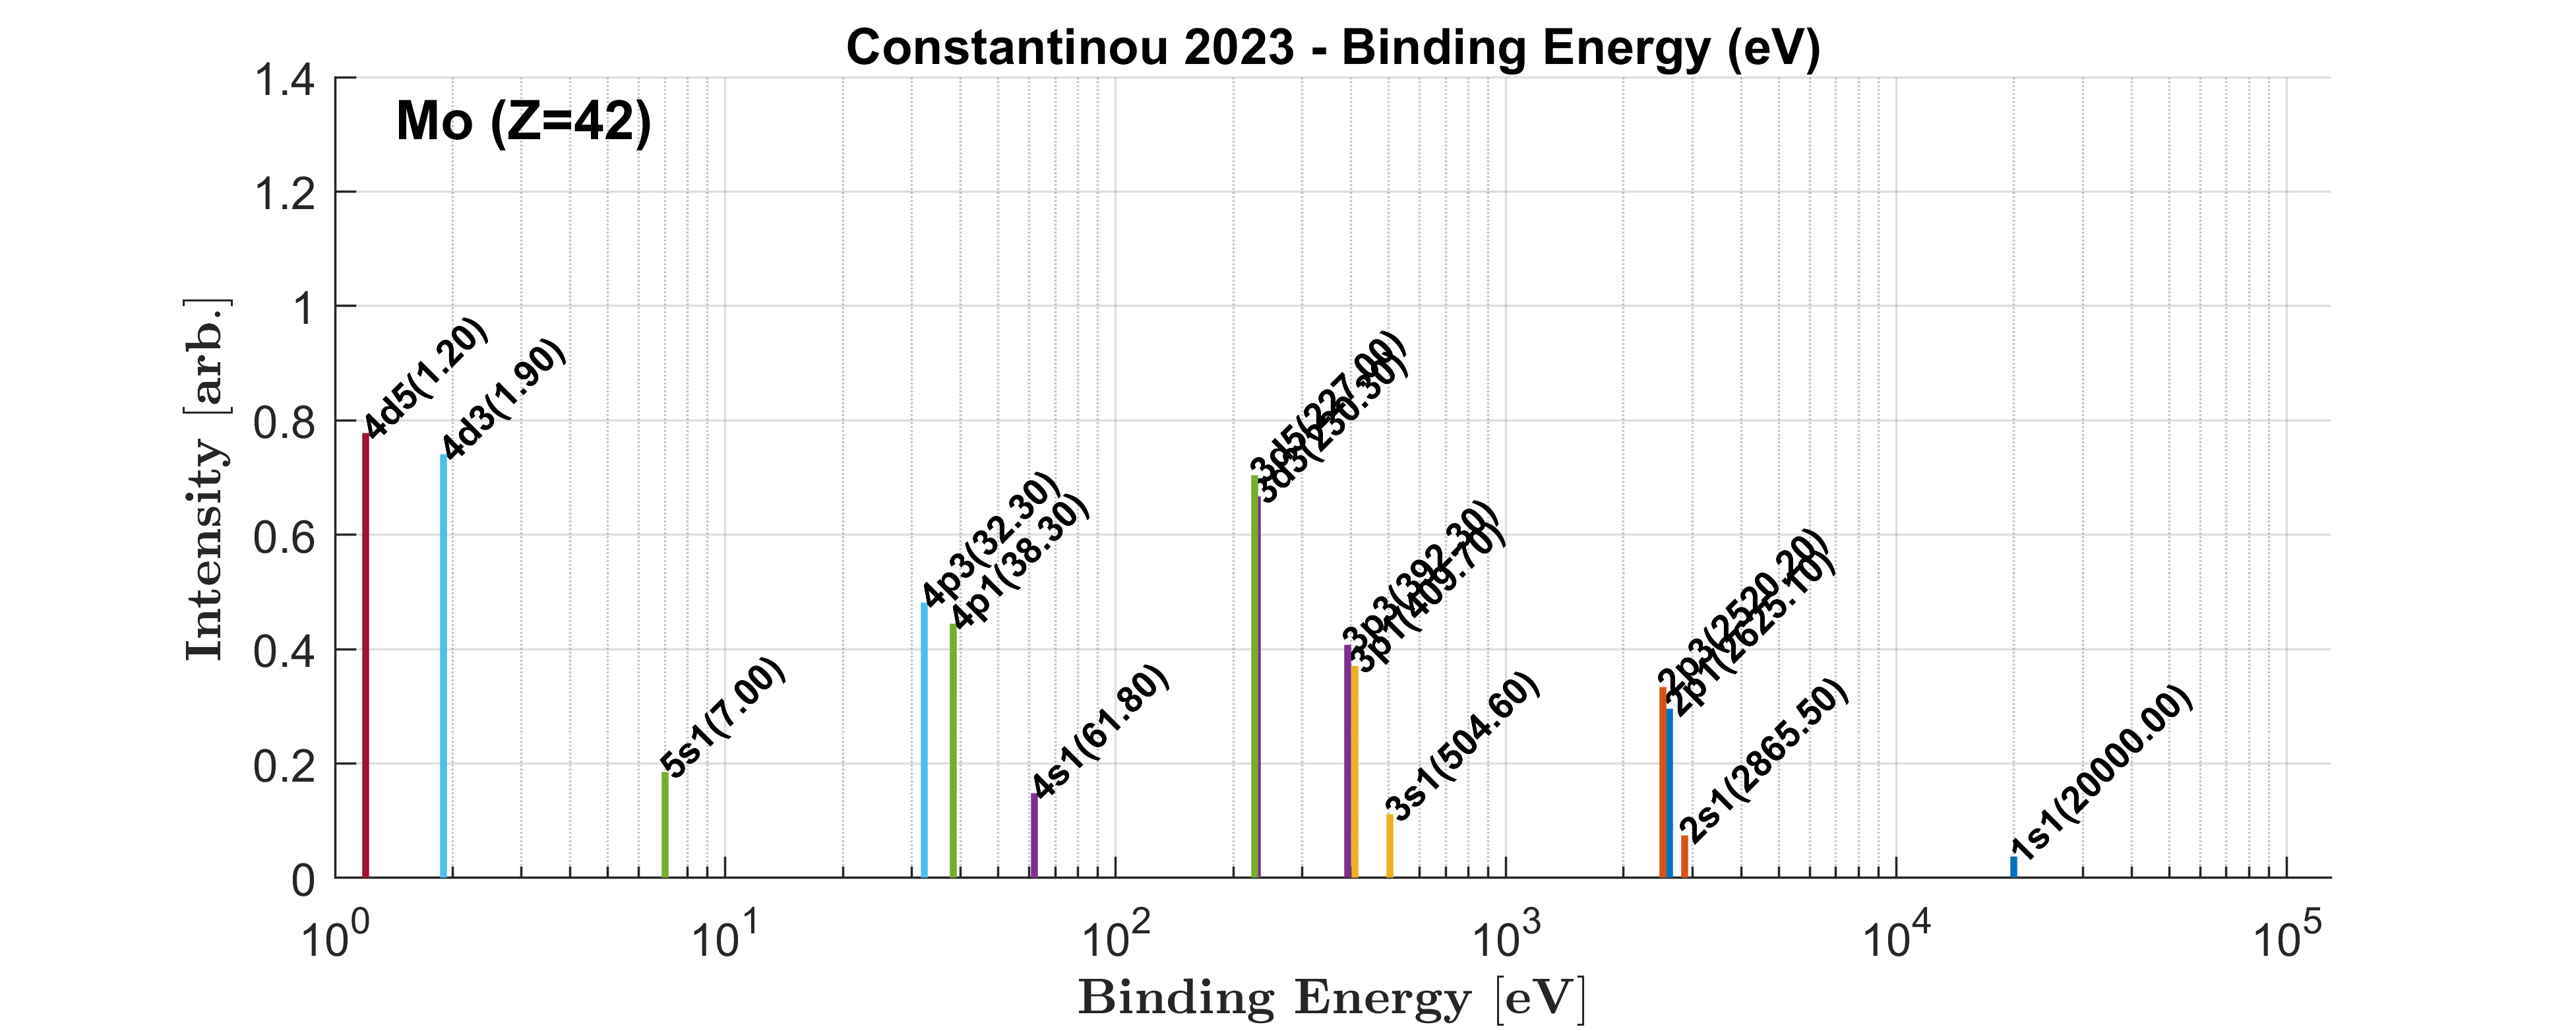 Constantinou 2023 - Binding Energy (eV)
Mo (Z=42)
Intensity [arb.]
1.4
1.2
1
0.8
0.6
0.4
0.2
0
4d5(1.20)
4d3(1.90)
5s1(7.00)
4p3(32.30)
4p1(38.30)
4s1(61.80)
3d5(227.00)
3d3(230.30)
3p3(392.30)
3p1(409.70)
3s1(504.60)
2p3(2520.20)
2p1(2625.10)
2s1(2865.50)
1s1(20000.00)
10^0
10^1
10^2
10^3
10^4
10^5
Binding Energy [eV]